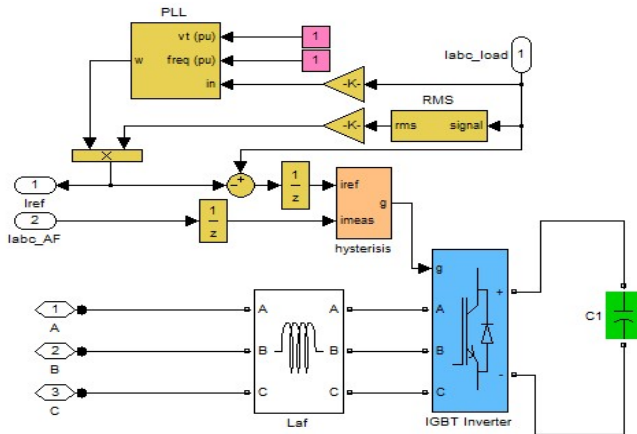 PLL
vt (pu)
1
Iabc_load
w
freq (pu)
1
1
in
-K-
RMS
-K-
rms
signal
X
1
Iref
1
z
iref
g
imeas
hysterisis
2
Iabc_AF
1
z
g
+
-
A
B
C
IGBT Inverter
C1
1
A
2
B
3
C
A
B
C
A
B
C
Laf